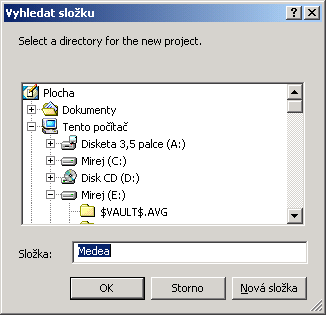 Vyhledat složku
Select a directory for the new project.
Plocha
Dokumenty
Tento počítač
Disketa 3,5 palce (A:)
Mirej (C:)
Disk CD (D:)
Mirej (E:)
$VAULT$.AVG
Složka: Medea
OK Storno Nová složka